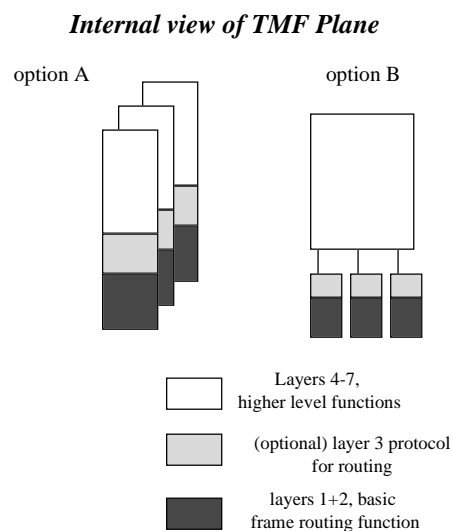 Internal view of TMF Plane
option A
option B
Layers 4-7,
higher level functions
(optional) layer 3 protocol
for routing
layers 1+2, basic
frame routing function